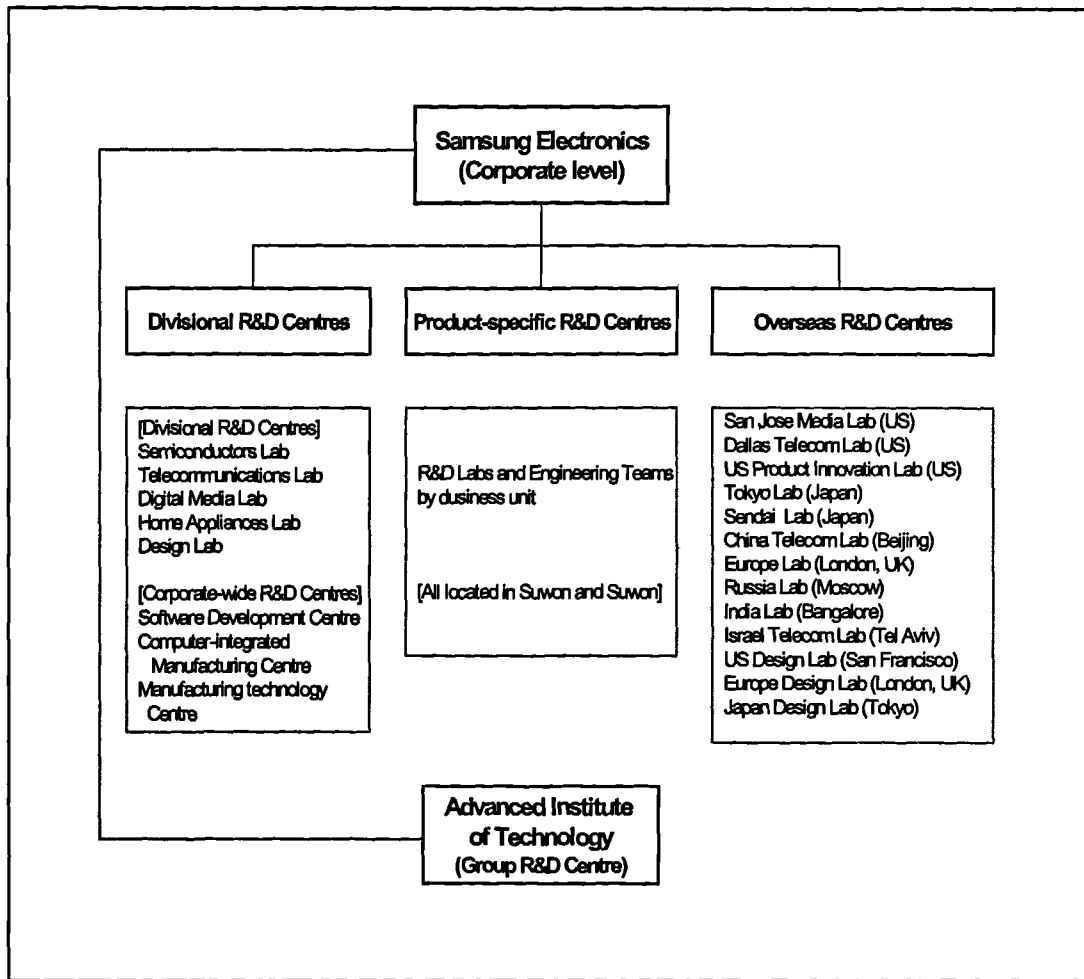 Samsung Electronics
(Corporate level)
Divisional R&D Centres
Product-specific R&D Centres
Overseas R&D Centres
[Divisional R&D Centres]
Semiconductors Lab
Telecommunications Lab
Digital Media Lab
Home Appliances Lab
Design Lab
[Corporate-wide R&D Centres]
Software Development Centre
Computer-integrated
Manufacturing Centre
Manufacturing technology
Centre
R&D Labs and Engineering Teams
by dusiness unit
[All located in Suwon and Suwon]
San Jose Media Lab (US)
Dallas Telecom Lab (US)
US Product Innovation Lab (US)
Tokyo Lab (Japan)
Sendai Lab (Japan)
China Telecom Lab (Beijing)
Europe Lab (London, UK)
Russia Lab (Moscow)
India Lab (Bangalore)
Israel Telecom Lab (Tel Aviv)
US Design Lab (San Francisco)
Europe Design Lab (London, UK)
Japan Design Lab (Tokyo)
Advanced Institute
of Technology
(Group R&D Centre)